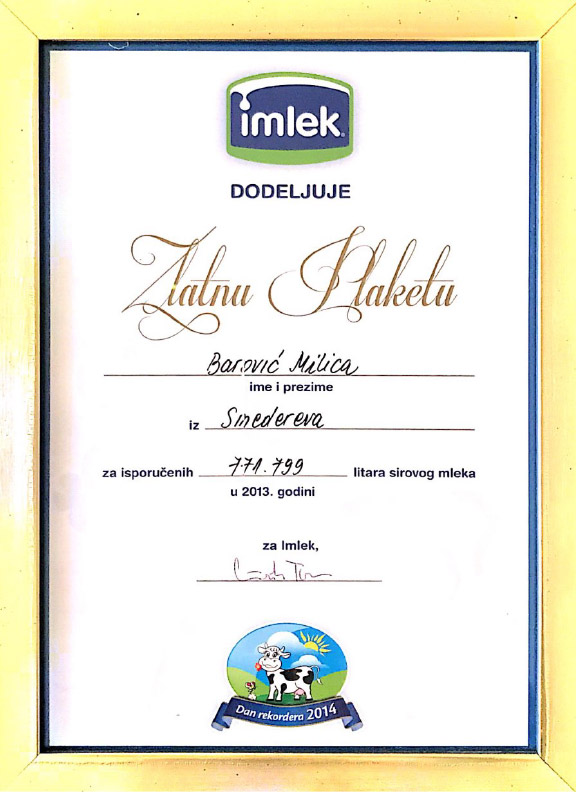 imlek
DODELJUJE
Zlatnu Plaketu
Barović Milica
ime i prezime
iz Smedereva
za isporučenih 771.799 litara sirovog mleka
u 2013. godini
za Imlek,
Dan rekordera 2014